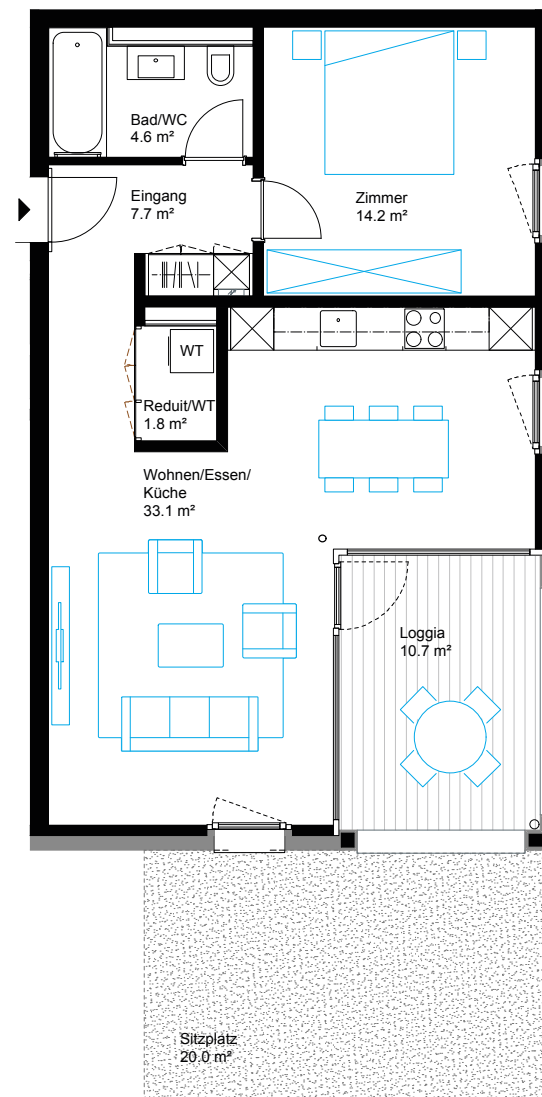 Bad/WC
4.6 m²
Eingang
7.7 m²
Zimmer
14.2 m²
WT
Reduit/WT
1.8 m²
Wohnen/Essen/
Küche
33.1 m²
Loggia
10.7 m²
Sitzplatz
20.0 m²